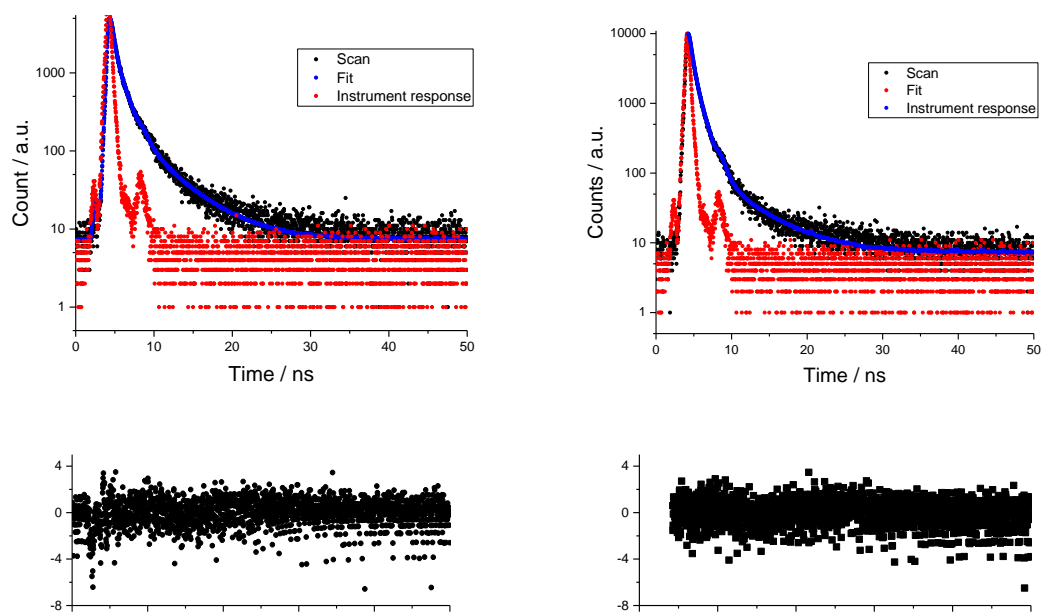 1000
100
10
1
Count / a.u.
Scan
Fit
Instrument response
0 10 20 30 40 50
Time / ns
10000
1000
100
10
1
Counts / a.u.
Scan
Fit
Instrument response
0 10 20 30 40 50
Time / ns
4
0
-4
-8
4
0
-4
-8